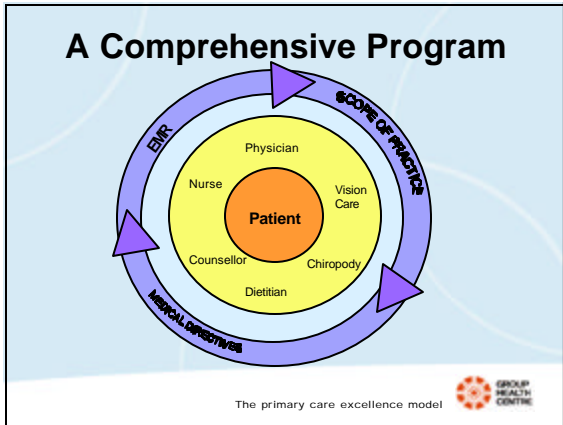 A Comprehensive Program
EMR
SCOPE OF PRACTICE
Physician
Nurse
Vision
Care
Patient
Counsellor
Chiropody
Dietitian
MEDICAL DIRECTIVES
The primary care excellence model
GROUP
HEALTH
CENTRE